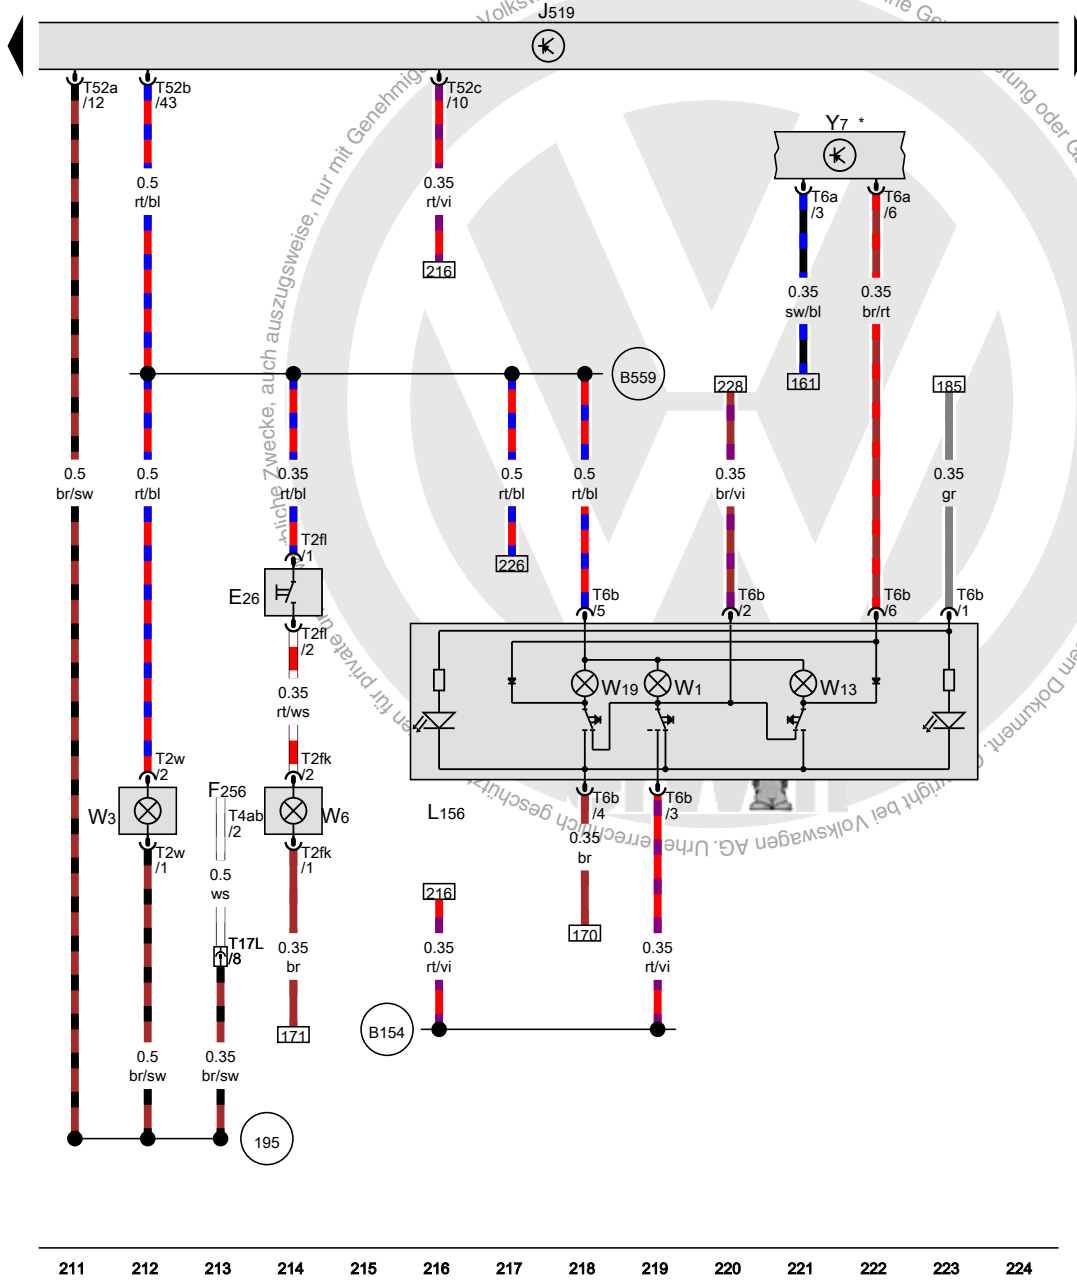 J519
T52a
/12
T52b
/43
T52c
/10
Y7 *
T6a
/3
T6a
/6
0.5
rt/bl
0.35
rt/vi
216
0.35
sw/bl
0.35
br/rt
B559
228
161
185
0.5
br/sw
0.5
rt/bl
0.35
rt/bl
0.5
rt/bl
0.5
rt/bl
0.35
br/vi
0.35
gr
T2fl
/1
226
E26
T6b
/5
T6b
/2
T6b
/6
T6b
/1
T2fl
/2
0.35
rt/ws
W19
W1
W13
T2w
/2
T2fk
/2
F256
W3
T4ab
/2
W6
L156
T6b
/4
T6b
/3
T2w
/1
T2fk
/1
0.35
br
0.5
ws
216
170
T17L
/8
0.35
br
0.35
rt/vi
0.35
rt/vi
171
B154
0.5
br/sw
0.35
br/sw
195
211 212 213 214 215 216 217 218 219 220 221 222 223 224